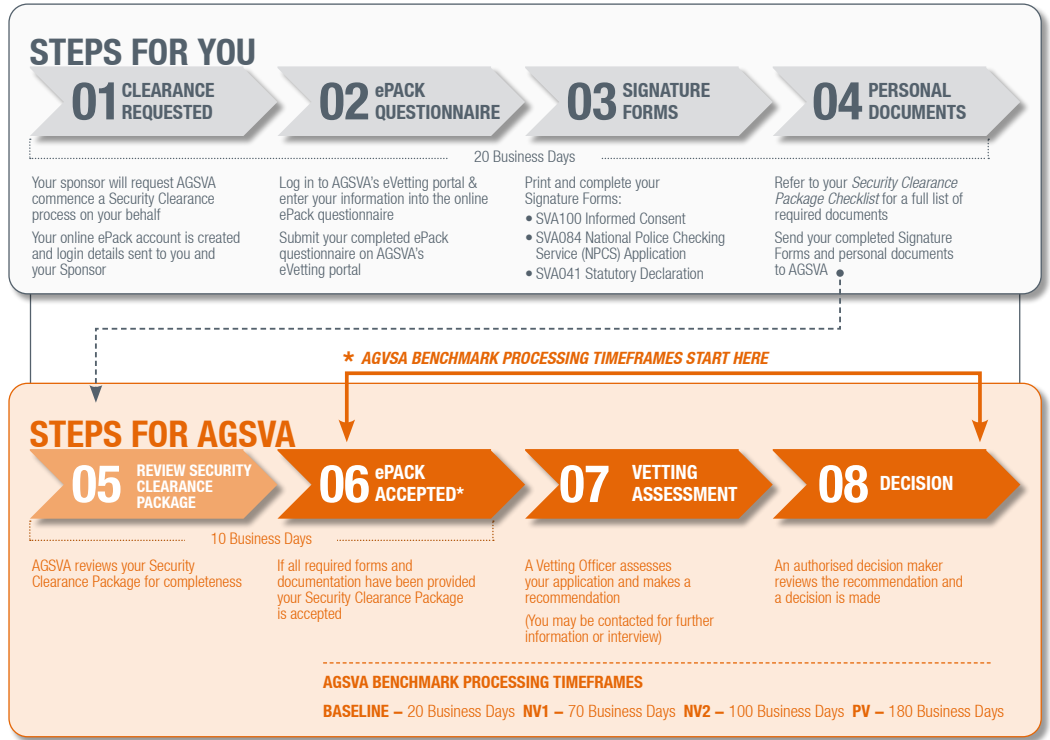 STEPS FOR YOU
01 CLEARANCE
REQUESTED
02 ePACK
QUESTIONNAIRE
03 SIGNATURE
FORMS
04 PERSONAL
DOCUMENTS
20 Business Days
Your sponsor will request AGSVA
commence a Security Clearance
process on your behalf
Your online ePack account is created
and login details sent to you and
your Sponsor
Log in to AGSVA's eVetting portal &
enter your information into the online
ePack questionnaire
Submit your completed ePack
questionnaire on AGSVA's
eVetting portal
Print and complete your
Signature Forms:
• SVA100 Informed Consent
• SVA084 National Police Checking
Service (NPCS) Application
• SVA041 Statutory Declaration
Refer to your Security Clearance
Package Checklist for a full list of
required documents
Send your completed Signature
Forms and personal documents
to AGSVA
* AGVSA BENCHMARK PROCESSING TIMEFRAMES START HERE
STEPS FOR AGSVA
05 REVIEW SECURITY
CLEARANCE
PACKAGE
06 ePACK
ACCEPTED*
07 VETTING
ASSESSMENT
08 DECISION
10 Business Days
AGSVA reviews your Security
Clearance Package for completeness
If all required forms and
documentation have been provided
your Security Clearance Package
is accepted
A Vetting Officer assesses
your application and makes a
recommendation
(You may be contacted for further
information or interview)
An authorised decision maker
reviews the recommendation and
a decision is made
AGSVA BENCHMARK PROCESSING TIMEFRAMES
BASELINE – 20 Business Days NV1 – 70 Business Days NV2 – 100 Business Days PV – 180 Business Days